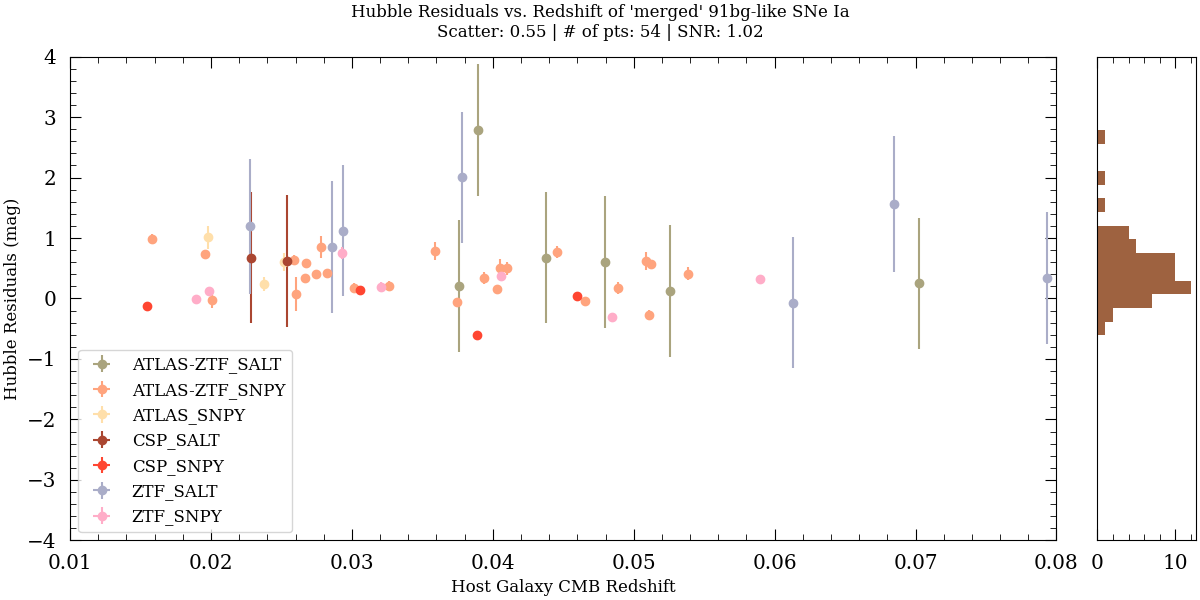 Hubble Residuals vs. Redshift of 'merged' 91bg-like SNe Ia
Scatter: 0.55 | # of pts: 54 | SNR: 1.02
Hubble Residuals (mag)
4
3
2
1
0
−1
−2
−3
−4
ATLAS-ZTF_SALT
ATLAS-ZTF_SNPY
ATLAS_SNPY
CSP_SALT
CSP_SNPY
ZTF_SALT
ZTF_SNPY
0.01 0.02 0.03 0.04 0.05 0.06 0.07 0.08
0 10
Host Galaxy CMB Redshift